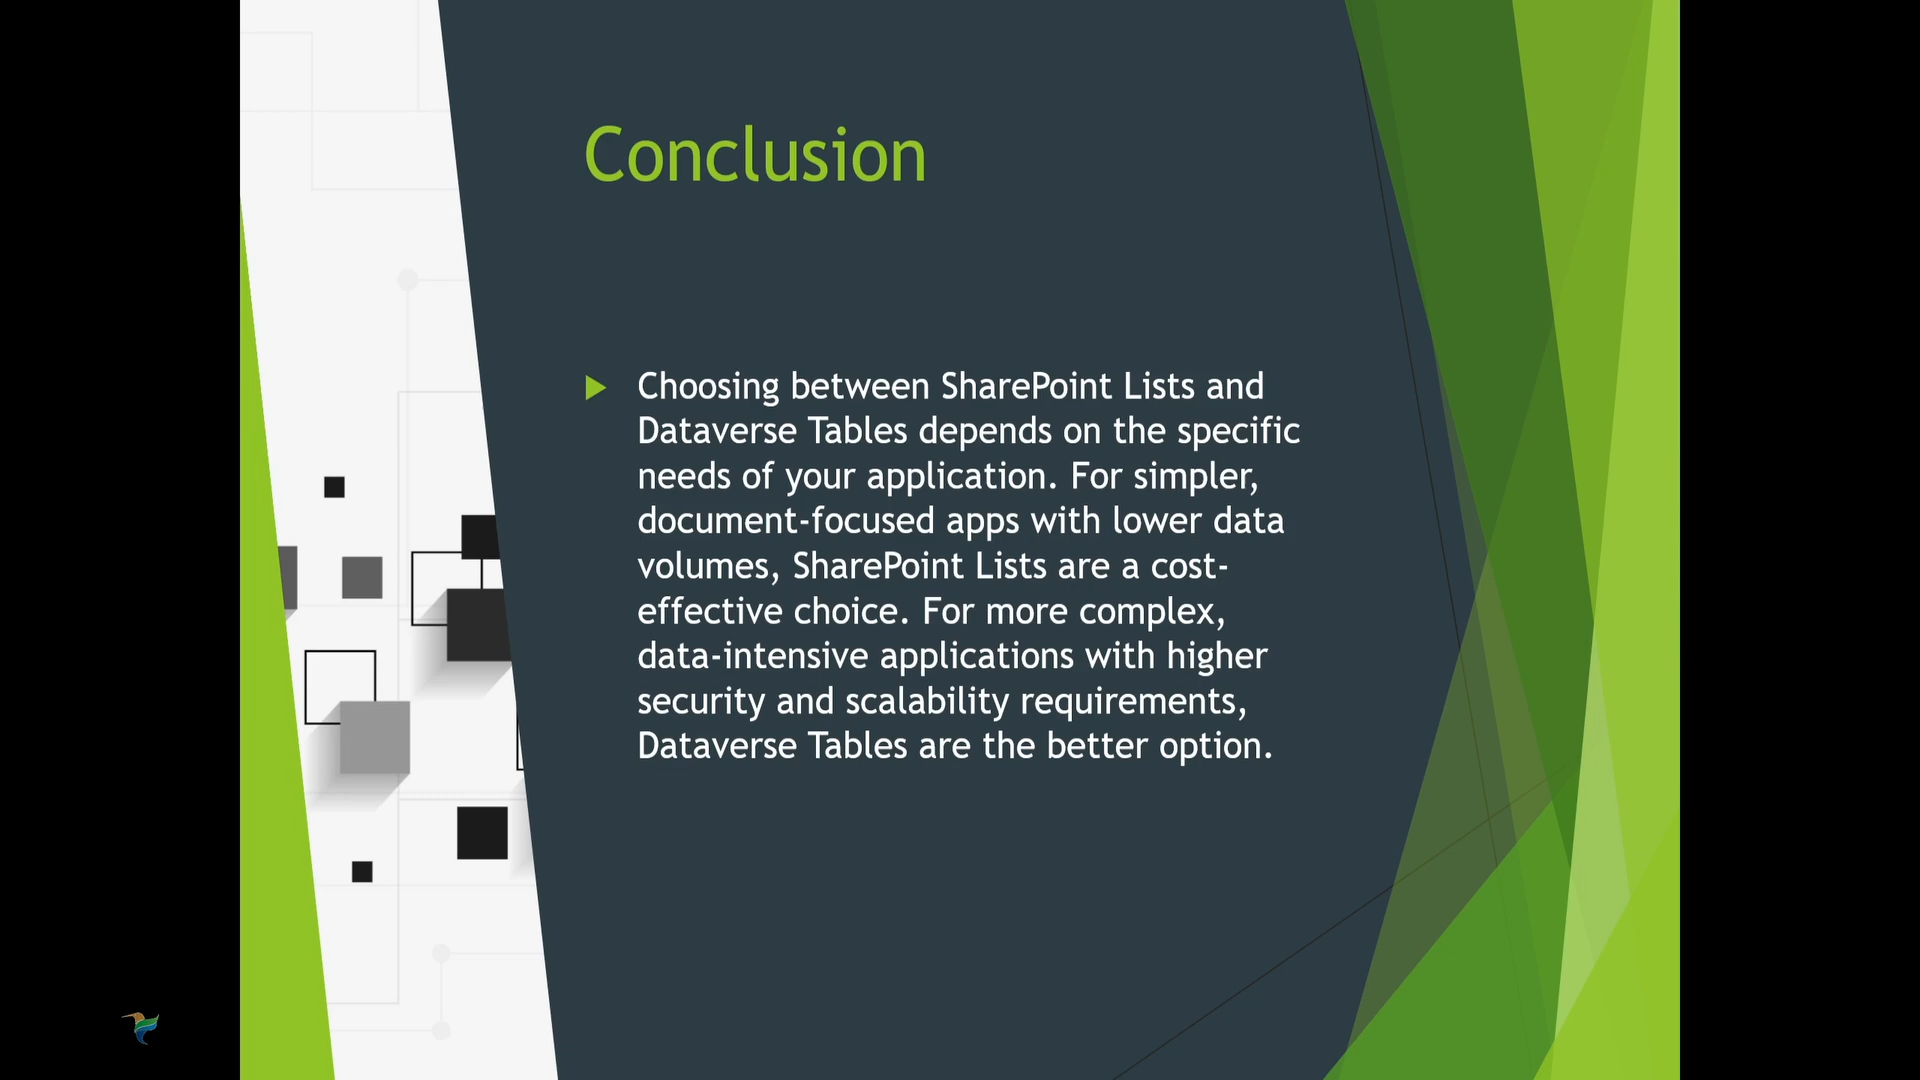 Conclusion
Choosing between SharePoint Lists and
Dataverse Tables depends on the specific
needs of your application. For simpler,
document-focused apps with lower data
volumes, SharePoint Lists are a cost-
effective choice. For more complex,
data-intensive applications with higher
security and scalability requirements,
Dataverse Tables are the better option.